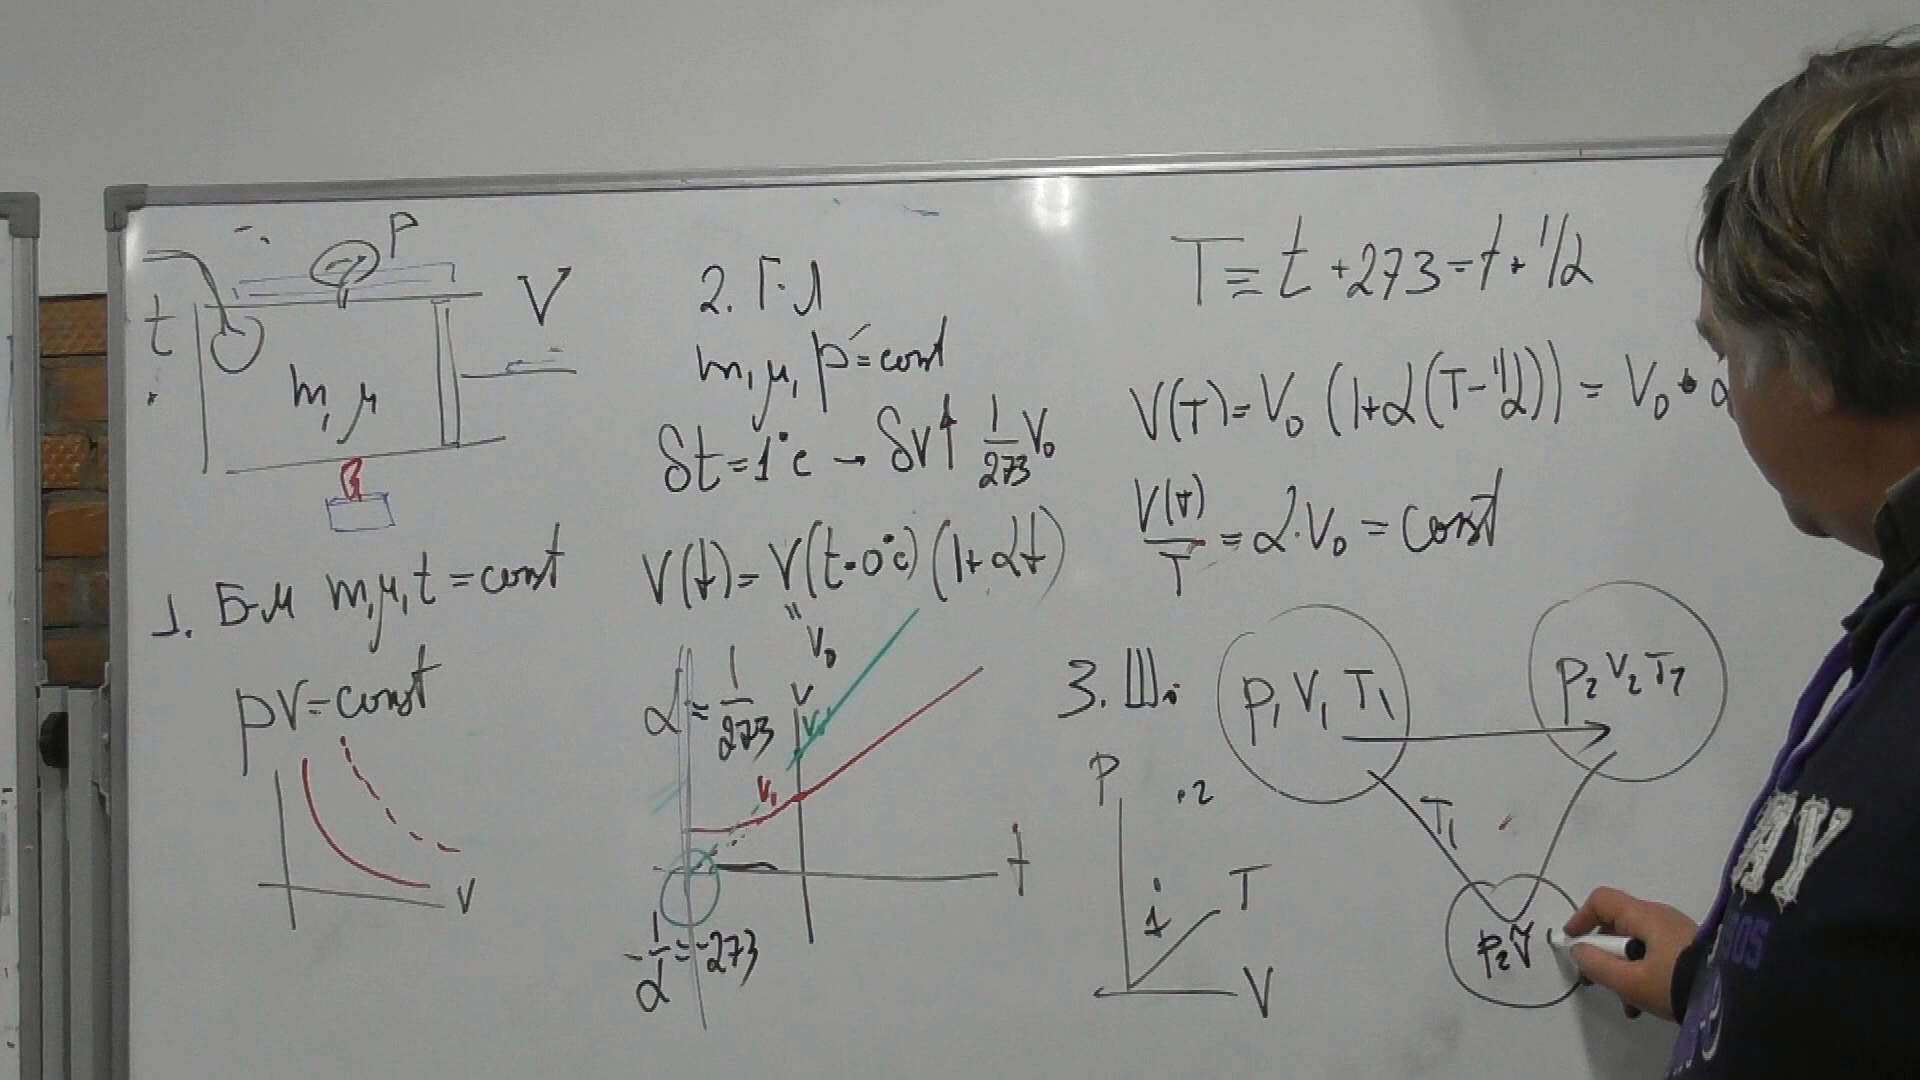 P
t
V
m, μ
1. Б-М m, μ, t = const
pV = const
V
2. Г-Л
m, μ, p = const
δt = 1°C → δV↑ 1/273 V₀
V(t) = V(t=0°C) (1+αt)
" V₀
α = 1/273
V
V₁
t
-1/α = -273
T ≡ t + 273 = t + 1/α
V(T) = V₀ (1+α(T-1/α)) = V₀ · α
V(T)/T = α·V₀ = const
3. Ш.
p₁ V₁ T₁
p₂ V₂ T₂
P
.2
T₁
1
T
V
p₂ Ṽ